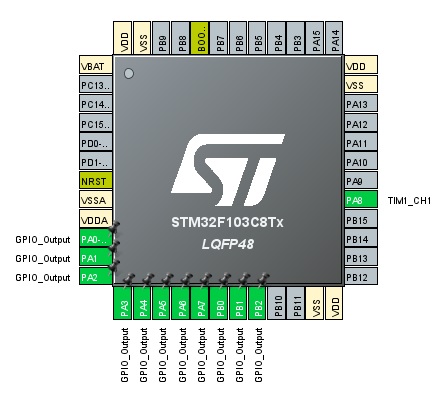 VDD
VSS
PB9
PB8
BOO..
PB7
PB6
PB5
PB4
PB3
PA15
PA14
VBAT
PC13..
PC14..
PC15..
PD0-..
PD1-..
NRST
VSSA
VDDA
GPIO_Output PA0-..
GPIO_Output PA1
GPIO_Output PA2
ST
STM32F103C8Tx
LQFP48
VDD
VSS
PA13
PA12
PA11
PA10
PA9
PA8 TIM1_CH1
PB15
PB14
PB13
PB12
PA3 GPIO_Output
PA4 GPIO_Output
PA5 GPIO_Output
PA6 GPIO_Output
PA7 GPIO_Output
PB0 GPIO_Output
PB1 GPIO_Output
PB2 GPIO_Output
PB10
PB11
VSS
VDD